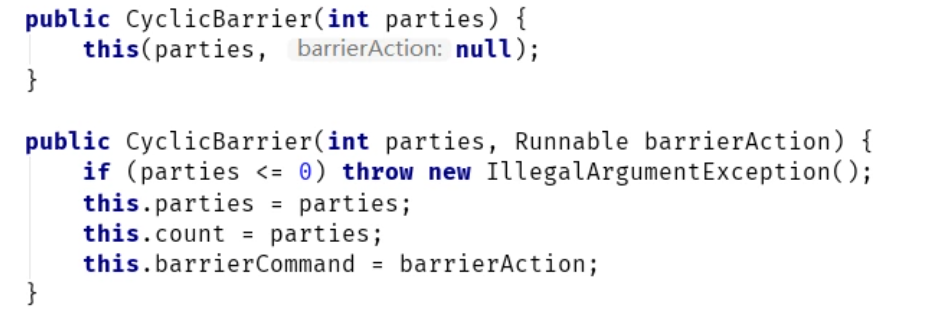 public CyclicBarrier(int parties) {
    this(parties, barrierAction: null);
}
public CyclicBarrier(int parties, Runnable barrierAction) {
    if (parties <= 0) throw new IllegalArgumentException();
    this.parties = parties;
    this.count = parties;
    this.barrierCommand = barrierAction;
}